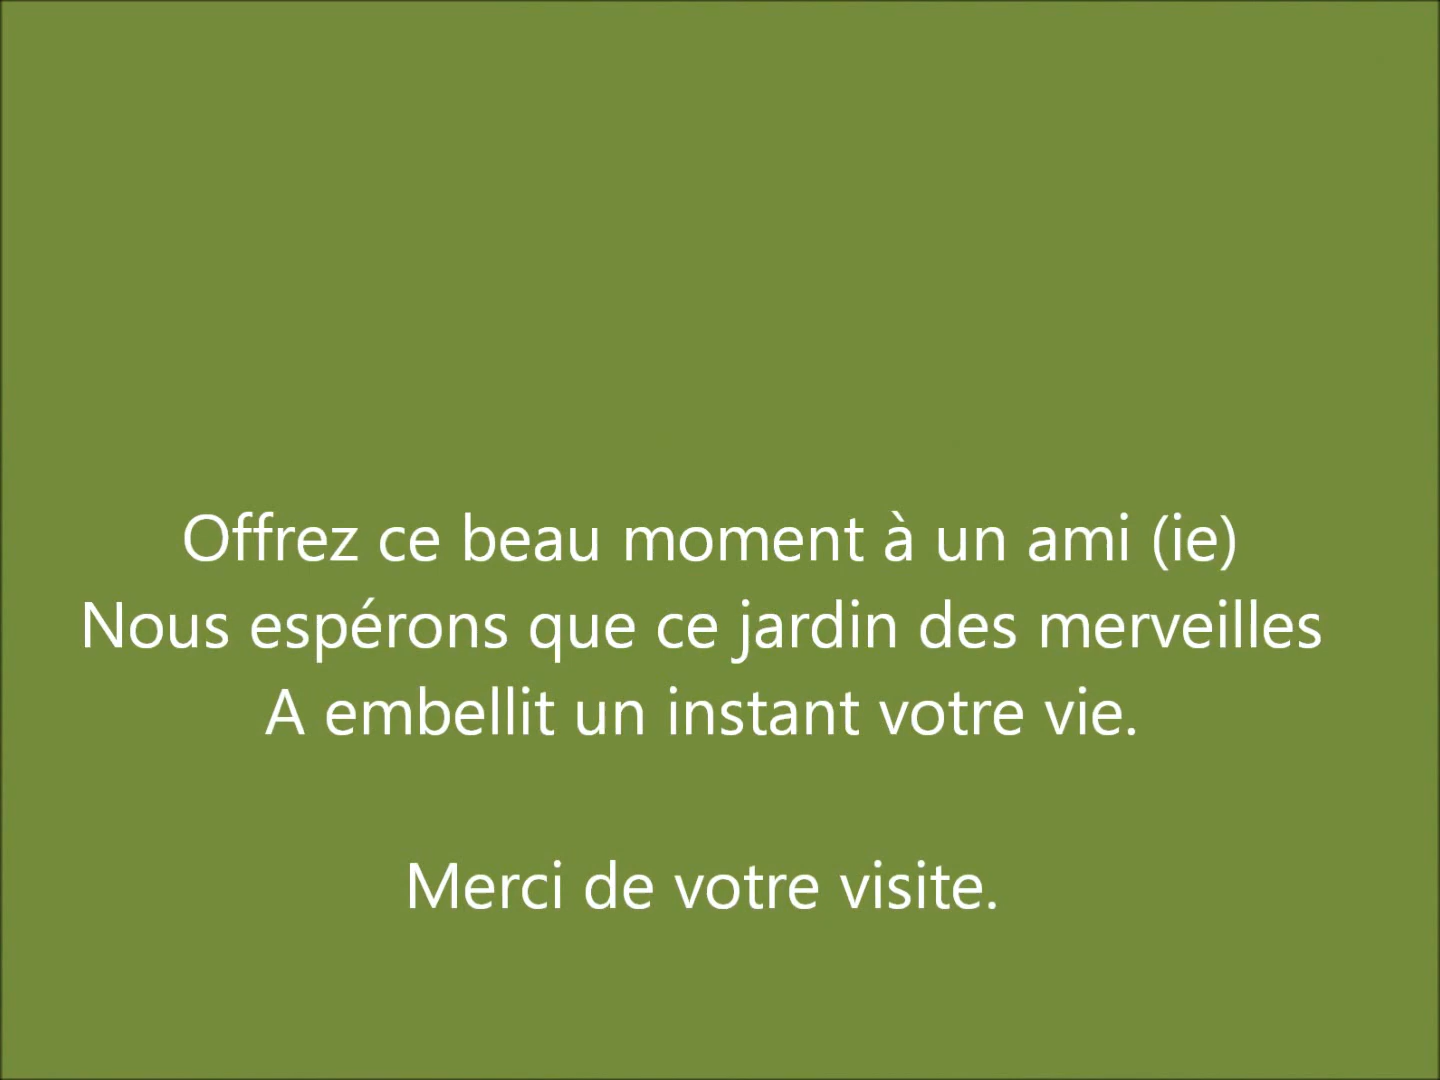 Offrez ce beau moment à un ami (ie)
Nous espérons que ce jardin des merveilles
A embellit un instant votre vie.
Merci de votre visite.